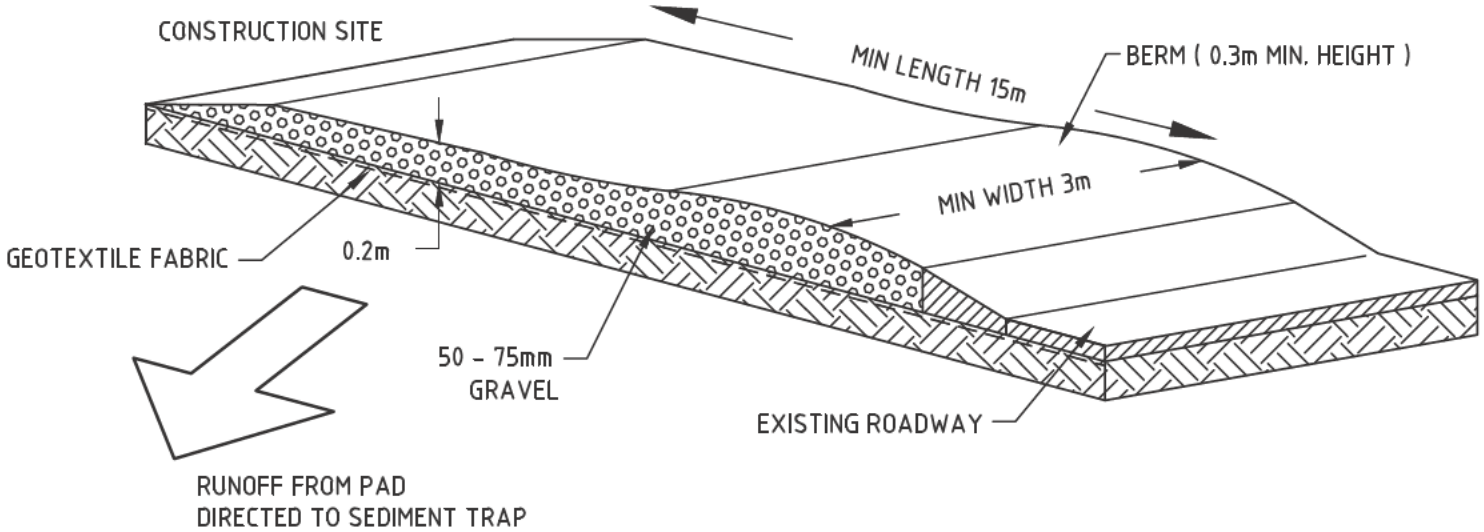 CONSTRUCTION SITE
MIN LENGTH 15m
BERM ( 0.3m MIN. HEIGHT )
MIN WIDTH 3m
GEOTEXTILE FABRIC
0.2m
50 - 75mm
GRAVEL
EXISTING ROADWAY
RUNOFF FROM PAD
DIRECTED TO SEDIMENT TRAP